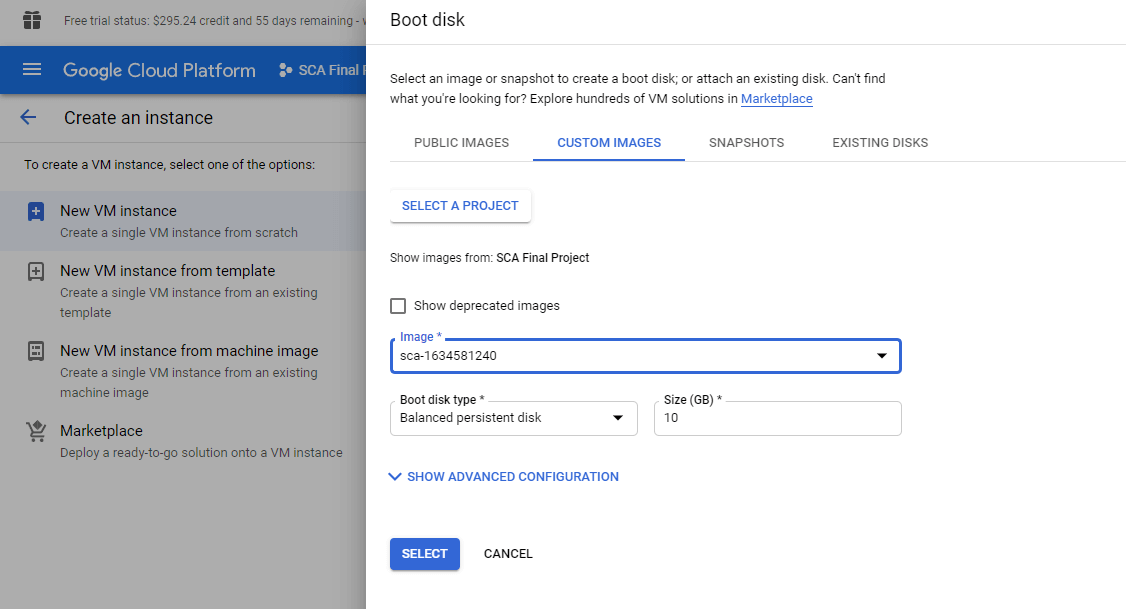 Free trial status: $295.24 credit and 55 days remaining -
Google Cloud Platform
SCA Final
Create an instance
To create a VM instance, select one of the options:
New VM instance
Create a single VM instance from scratch
New VM instance from template
Create a single VM instance from an existing
template
New VM instance from machine image
Create a single VM instance from an existing
machine image
Marketplace
Deploy a ready-to-go solution onto a VM instance
Boot disk
Select an image or snapshot to create a boot disk; or attach an existing disk. Can't find
what you're looking for? Explore hundreds of VM solutions in Marketplace
PUBLIC IMAGES
CUSTOM IMAGES
SNAPSHOTS
EXISTING DISKS
SELECT A PROJECT
Show images from: SCA Final Project
Show deprecated images
Image *
sca-1634581240
Boot disk type *
Balanced persistent disk
Size (GB) *
10
SHOW ADVANCED CONFIGURATION
SELECT
CANCEL